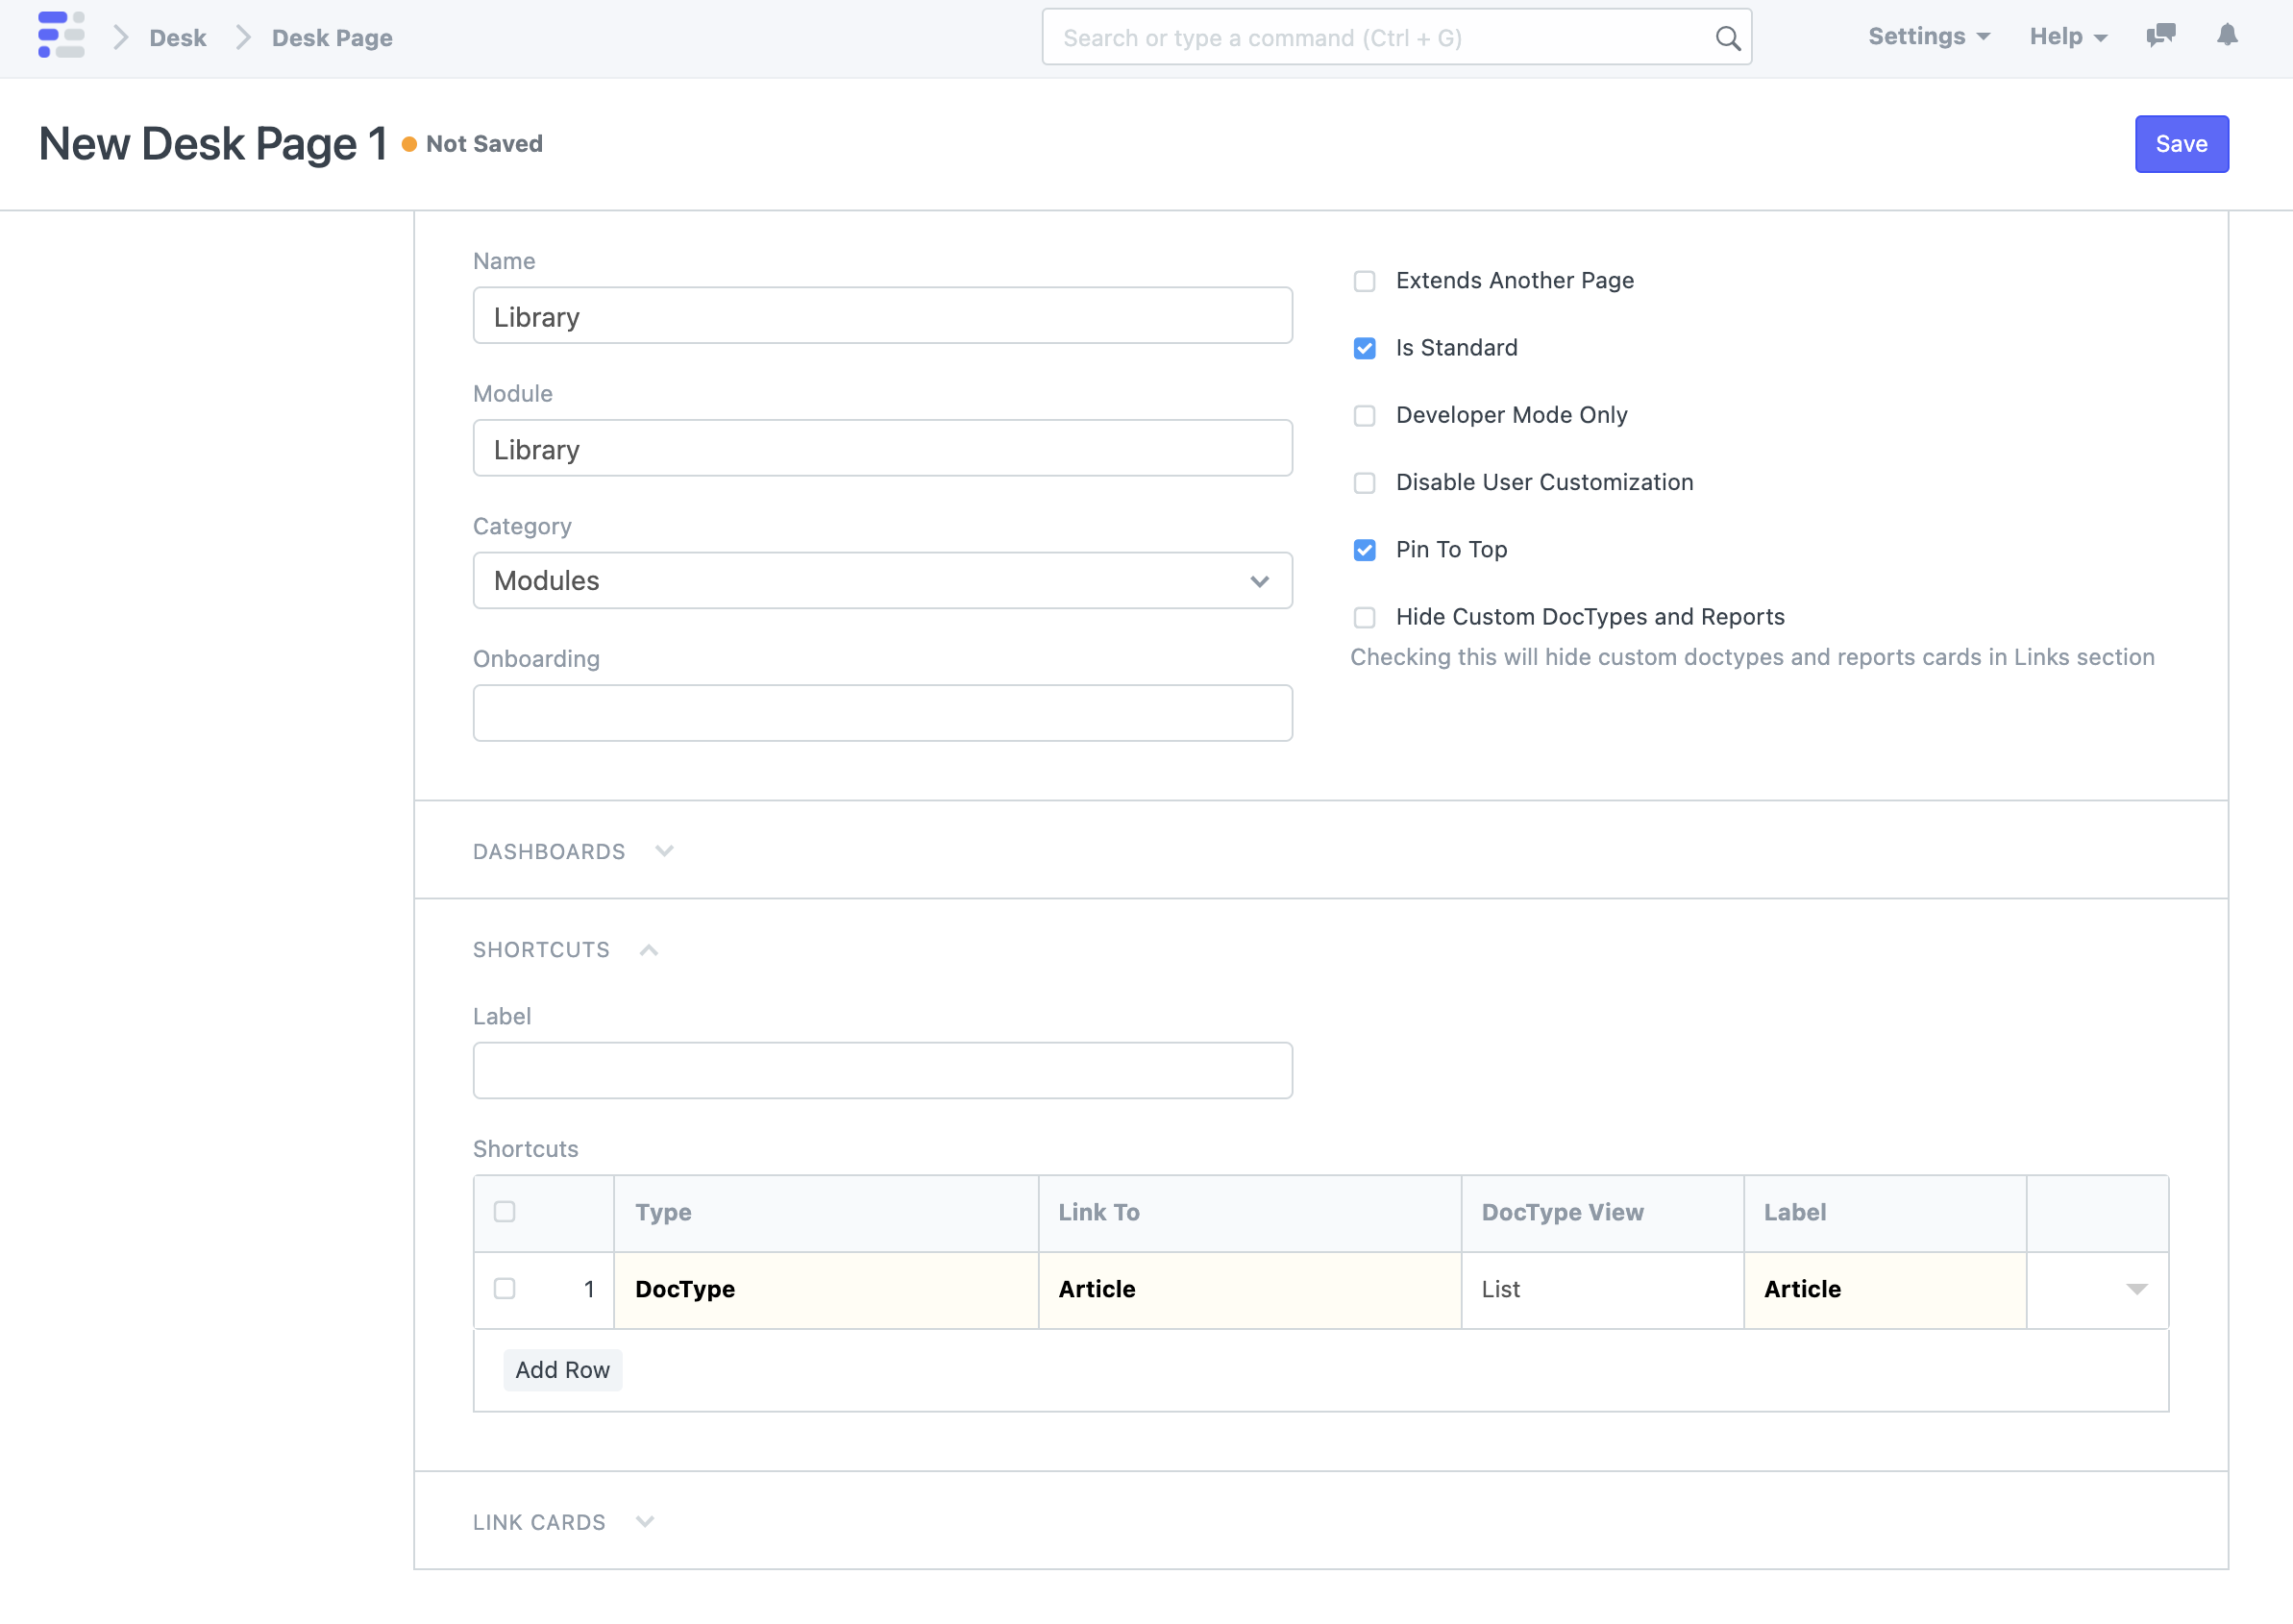 Desk
Desk Page
Search or type a command (Ctrl + G)
Settings
Help
New Desk Page 1
Not Saved
Save
Name
Library
Module
Library
Category
Modules
Onboarding
Extends Another Page
Is Standard
Developer Mode Only
Disable User Customization
Pin To Top
Hide Custom DocTypes and Reports
Checking this will hide custom doctypes and reports cards in Links section
DASHBOARDS
SHORTCUTS
Label
Shortcuts
Type Link To DocType View Label
1 DocType Article List Article
Add Row
LINK CARDS